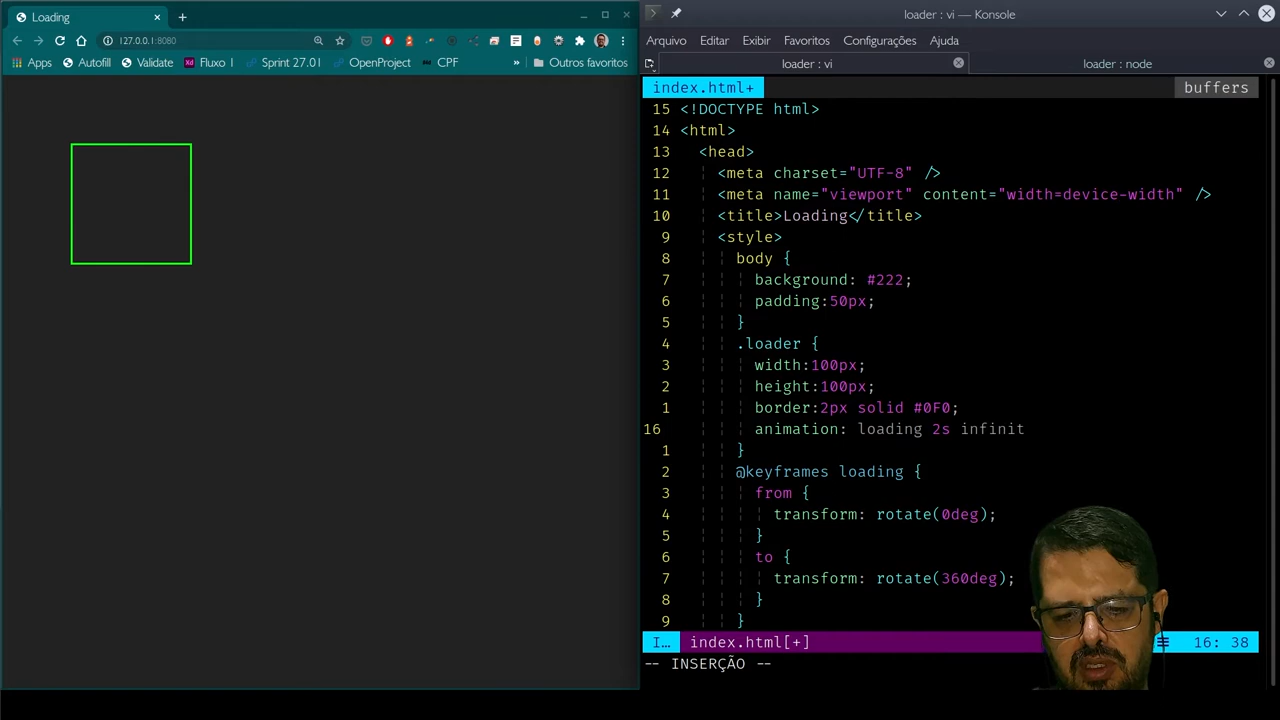 Loading
127.0.0.1:8080
Apps Autofill Validate Fluxo I Sprint 27.01 OpenProject CPF » Outros favoritos
loader : vi — Konsole
Arquivo Editar Exibir Favoritos Configurações Ajuda
loader : vi loader : node
index.html+ buffers
15 <!DOCTYPE html>
14 <html>
13 <head>
12 <meta charset="UTF-8" />
11 <meta name="viewport" content="width=device-width" />
10 <title>Loading</title>
9 <style>
8 body {
7 background: #222;
6 padding:50px;
5 }
4 .loader {
3 width:100px;
2 height:100px;
1 border:2px solid #0F0;
16 animation: loading 2s infinit
1 }
2 @keyframes loading {
3 from {
4 transform: rotate(0deg);
5 }
6 to {
7 transform: rotate(360deg);
8 }
9 }
I… index.html[+] 16: 38
-- INSERÇÃO --